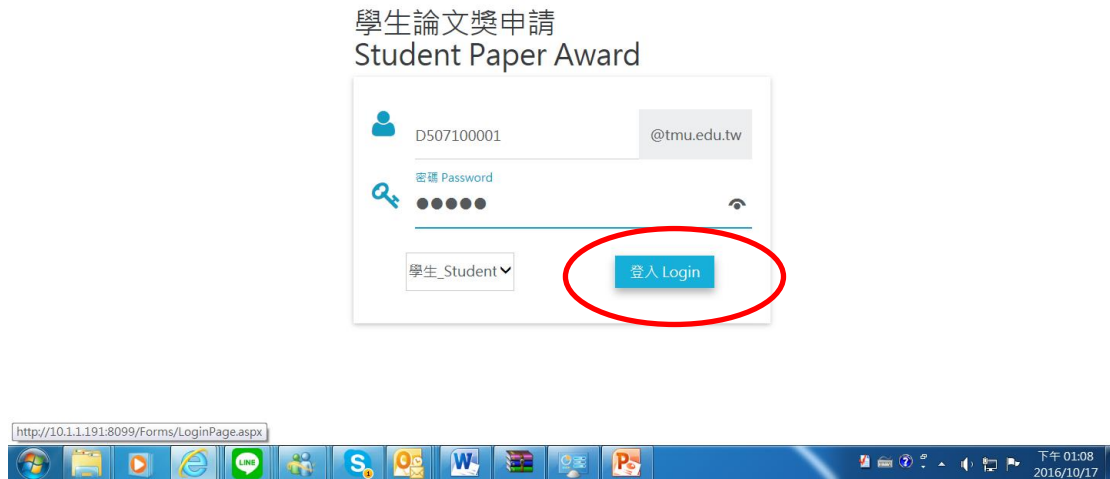 學生論文獎申請
Student Paper Award
D507100001 @tmu.edu.tw
密碼 Password
●●●●●
學生_Student
登入 Login
http://10.1.1.191:8099/Forms/LoginPage.aspx
LINE
下午 01:08
2016/10/17